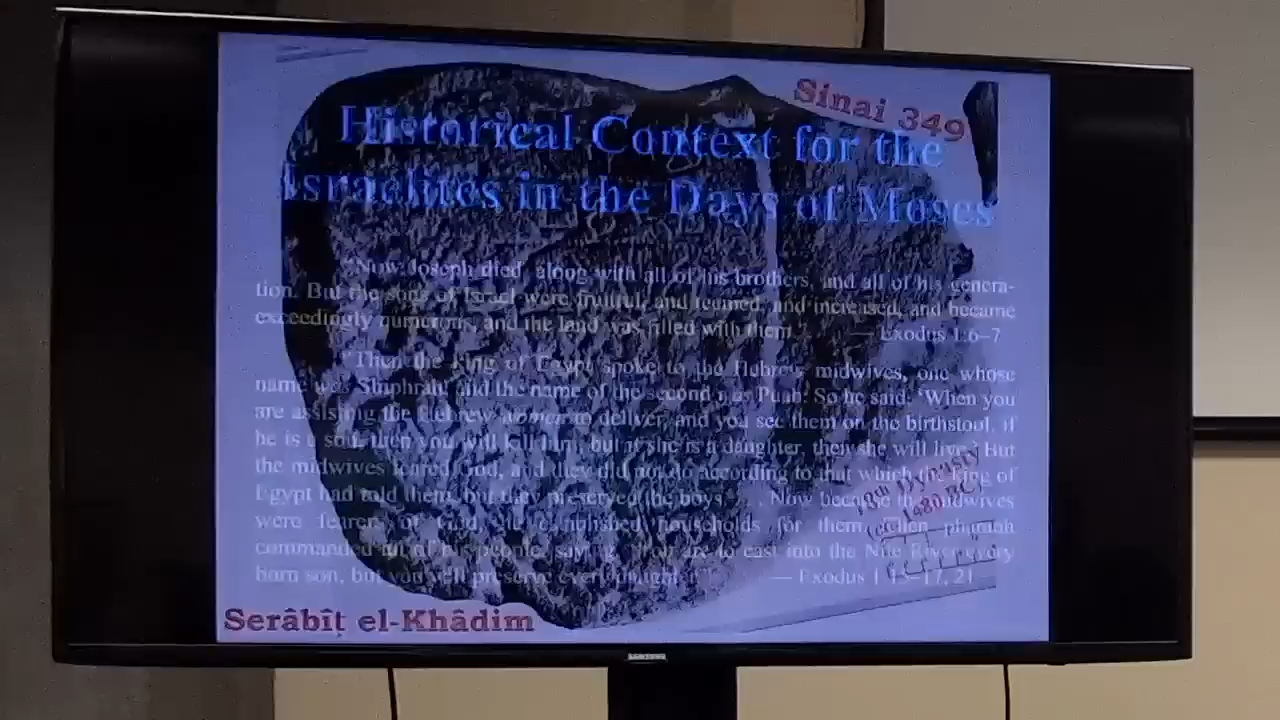 Sinai 349
Historical Context for the
Israelites in the Days of Moses
"Now Joseph died, along with all of his brothers, and all of his genera-
tion. But the sons of Israel were fruitful, and teemed, and increased, and became
exceedingly numerous, and the land was filled with them."  — Exodus 1:6–7
"Then the king of Egypt spoke to the Hebrew midwives, one whose
name was Shiphrah, and the name of the second was Puah. So he said: 'When you
are assisting the Hebrew women to deliver, and you see them on the birthstool, if
he is a son, then you will kill him, but if she is a daughter, then she will live.' But
the midwives feared God, and they did not do according to that which the king of
Egypt had told them, but they preserved the boys. . . . Now because the midwives
were fearers of God, he established households for them. Then pharaoh
commanded all of his people, saying, 'You are to cast into the Nile River every
born son, but you will preserve every daughter.'"  — Exodus 1
18th Dynasty
(ca. 1480 BC)
Serâbîṭ el-Khâdim
SAMSUNG